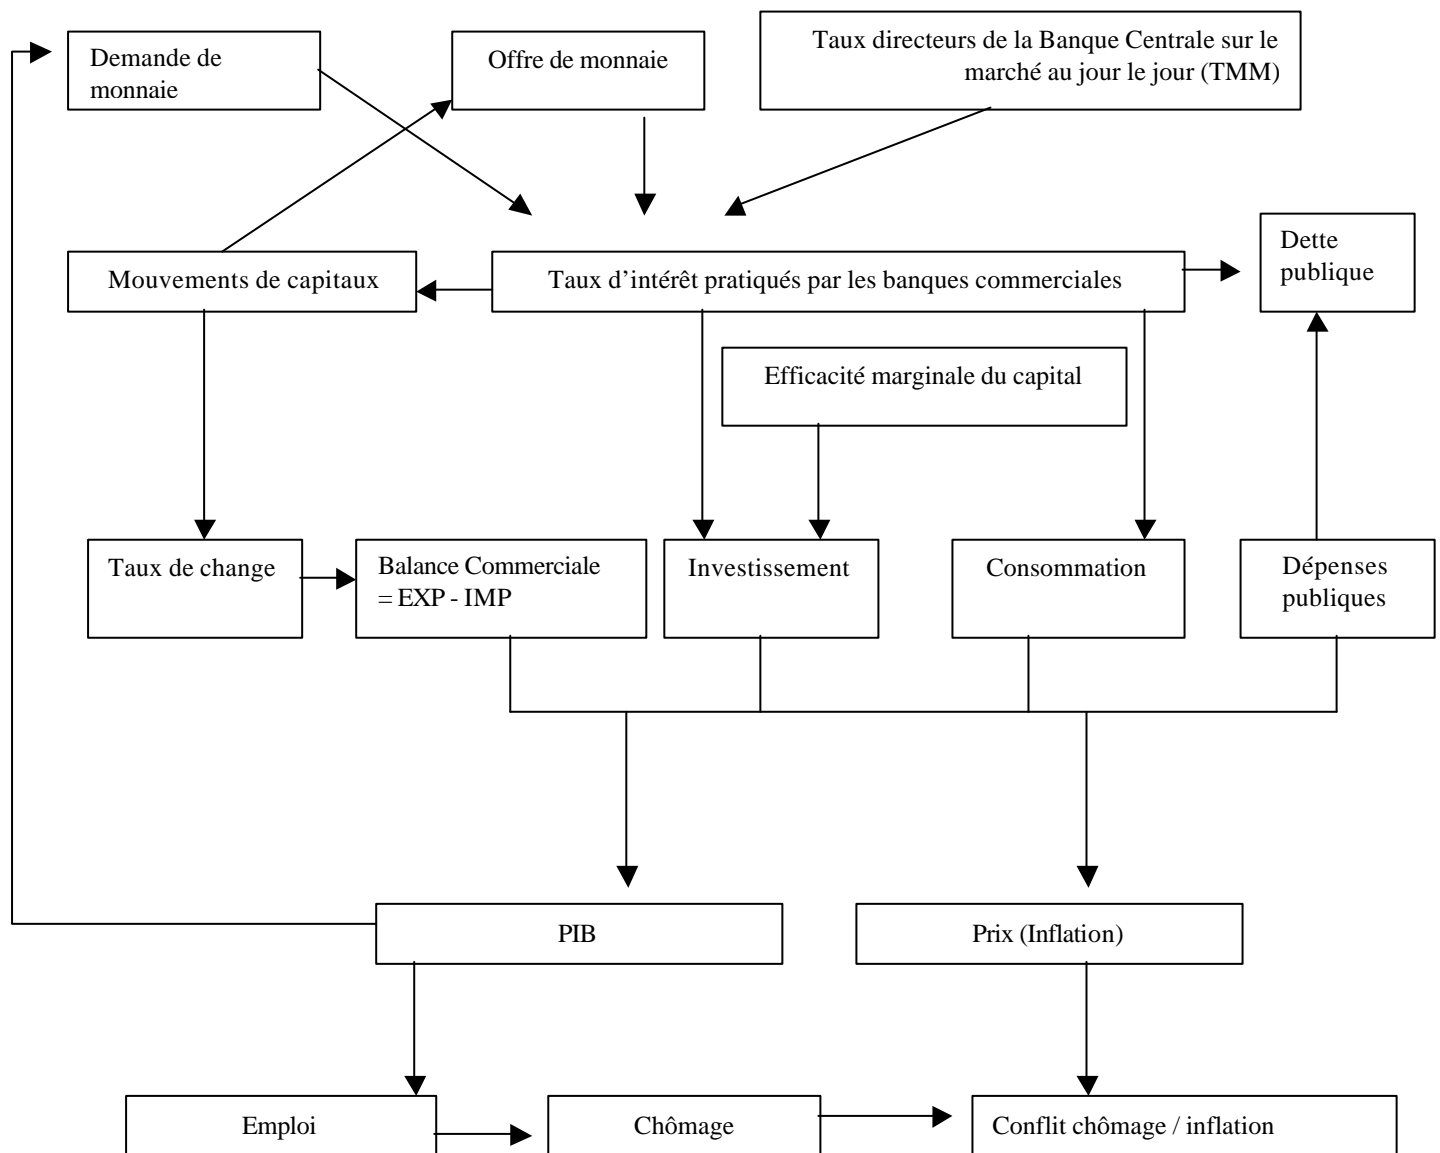 Demande de
monnaie
Offre de monnaie
Taux directeurs de la Banque Centrale sur le
marché au jour le jour (TMM)
Mouvements de capitaux
Taux d'intérêt pratiqués par les banques commerciales
Dette
publique
Efficacité marginale du capital
Taux de change
Balance Commerciale
= EXP - IMP
Investissement
Consommation
Dépenses
publiques
PIB
Prix (Inflation)
Emploi
Chômage
Conflit chômage / inflation